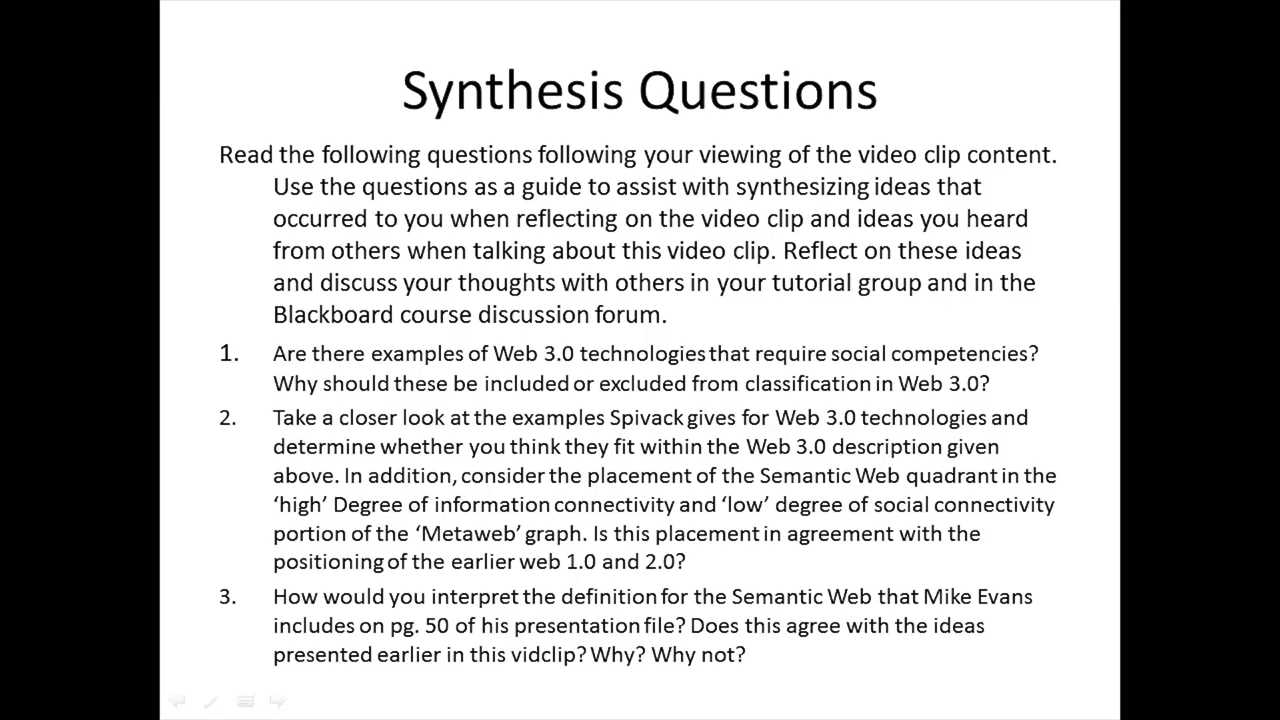 Synthesis Questions
Read the following questions following your viewing of the video clip content.
Use the questions as a guide to assist with synthesizing ideas that
occurred to you when reflecting on the video clip and ideas you heard
from others when talking about this video clip. Reflect on these ideas
and discuss your thoughts with others in your tutorial group and in the
Blackboard course discussion forum.
1. Are there examples of Web 3.0 technologies that require social competencies?
Why should these be included or excluded from classification in Web 3.0?
2. Take a closer look at the examples Spivack gives for Web 3.0 technologies and
determine whether you think they fit within the Web 3.0 description given
above. In addition, consider the placement of the Semantic Web quadrant in the
‘high’ Degree of information connectivity and ‘low’ degree of social connectivity
portion of the ‘Metaweb’ graph. Is this placement in agreement with the
positioning of the earlier web 1.0 and 2.0?
3. How would you interpret the definition for the Semantic Web that Mike Evans
includes on pg. 50 of his presentation file? Does this agree with the ideas
presented earlier in this vidclip? Why? Why not?